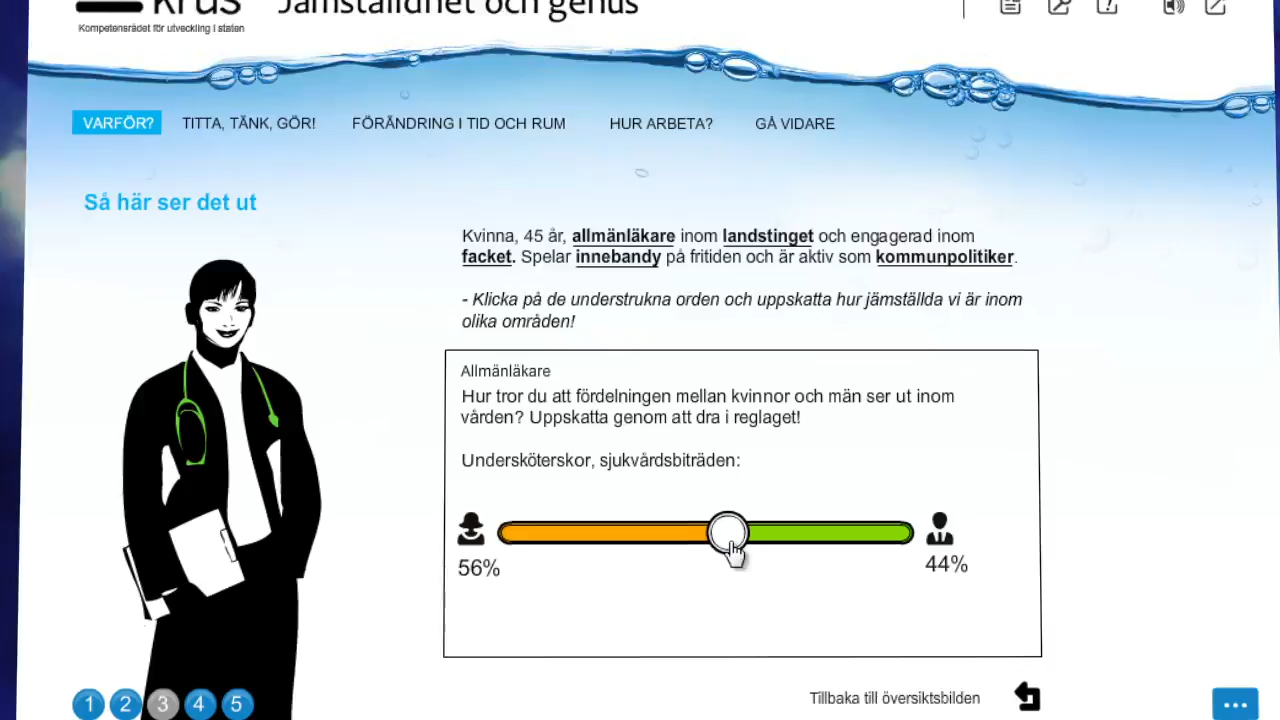 Krus
Jämställdhet och genus
Kompetensrådet för utveckling i staten
VARFÖR?
TITTA, TÄNK, GÖR!
FÖRÄNDRING I TID OCH RUM
HUR ARBETA?
GÅ VIDARE
Så här ser det ut
Kvinna, 45 år, allmänläkare inom landstinget och engagerad inom
facket. Spelar innebandy på fritiden och är aktiv som kommunpolitiker.
- Klicka på de understrukna orden och uppskatta hur jämställda vi är inom
olika områden!
Allmänläkare
Hur tror du att fördelningen mellan kvinnor och män ser ut inom
vården? Uppskatta genom att dra i reglaget!
Undersköterskor, sjukvårdsbiträden:
56%
44%
Tillbaka till översiktsbilden
1 2 3 4 5